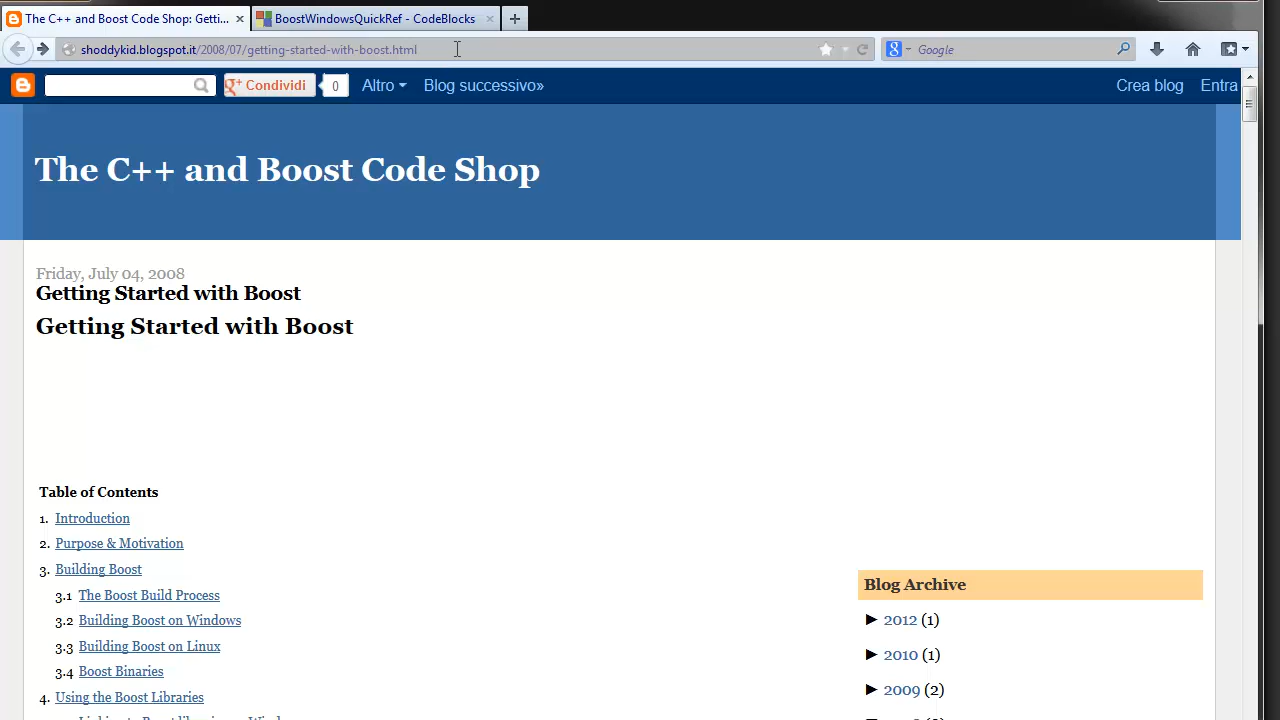 The C++ and Boost Code Shop: Getti...
BoostWindowsQuickRef - CodeBlocks
shoddykid.blogspot.it/2008/07/getting-started-with-boost.html
Google
Condividi
0
Altro
Blog successivo»
Crea blog
Entra
The C++ and Boost Code Shop
Friday, July 04, 2008
Getting Started with Boost
Getting Started with Boost
Table of Contents
1. Introduction
2. Purpose & Motivation
3. Building Boost
3.1 The Boost Build Process
3.2 Building Boost on Windows
3.3 Building Boost on Linux
3.4 Boost Binaries
4. Using the Boost Libraries
Blog Archive
► 2012 (1)
► 2010 (1)
► 2009 (2)